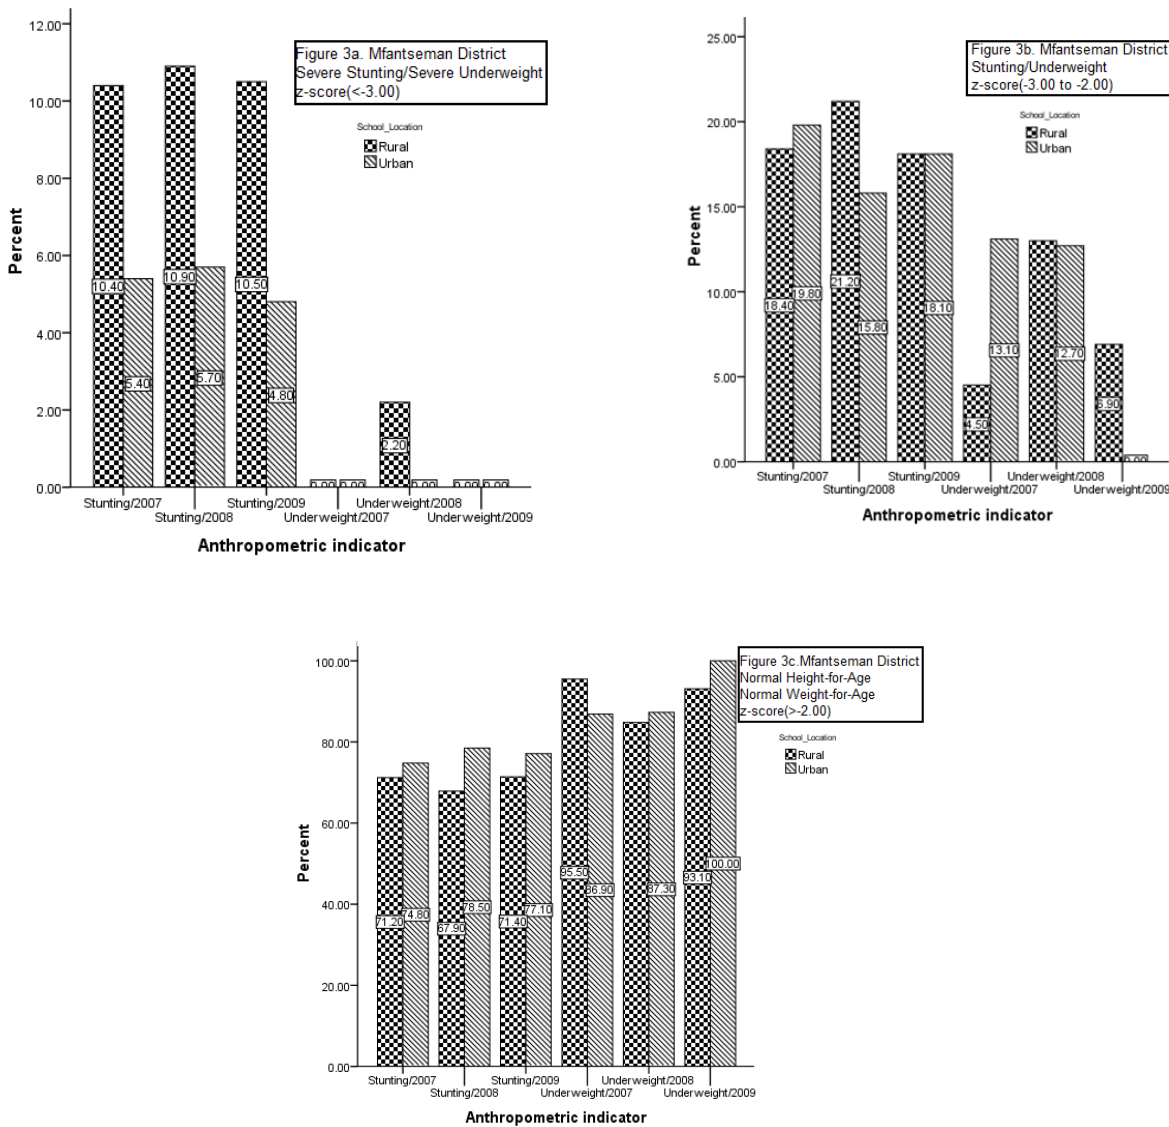 12.00
10.00
8.00
6.00
4.00
2.00
0.00
Percent
Figure 3a. Mfantseman District
Severe Stunting/Severe Underweight
z-score(<-3.00)
School_Location
Rural
Urban
10.40
5.40
10.90
5.70
10.50
4.80
0.00
0.00
2.20
0.00
0.00
0.00
Stunting/2007
Stunting/2008
Stunting/2009
Underweight/2007
Underweight/2008
Underweight/2009
Anthropometric indicator
25.00
20.00
15.00
10.00
5.00
0.00
Percent
Figure 3b. Mfantseman District
Stunting/Underweight
z-score(-3.00 to -2.00)
School_Location
Rural
Urban
18.40
19.80
21.20
15.80
18.10
4.50
13.10
12.70
6.90
0.00
Stunting/2007
Stunting/2008
Stunting/2009
Underweight/2007
Underweight/2008
Underweight/2009
Anthropometric indicator
100.00
80.00
60.00
40.00
20.00
0.00
Percent
Figure 3c.Mfantseman District
Normal Height-for-Age
Normal Weight-for-Age
z-score(>-2.00)
School_Location
Rural
Urban
71.20
74.80
67.90
78.50
71.40
77.10
95.50
86.90
87.30
93.10
100.00
Stunting/2007
Stunting/2008
Stunting/2009
Underweight/2007
Underweight/2008
Underweight/2009
Anthropometric indicator